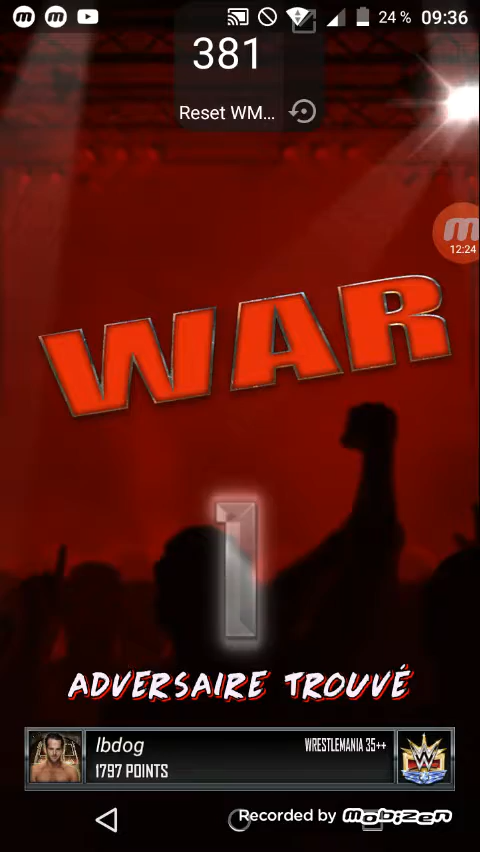 24 % 09:36
381
Reset WM...
12:24
WAR
1
ADVERSAIRE TROUVÉ
lbdog WRESTLEMANIA 35++
1797 POINTS
Recorded by Mobizen